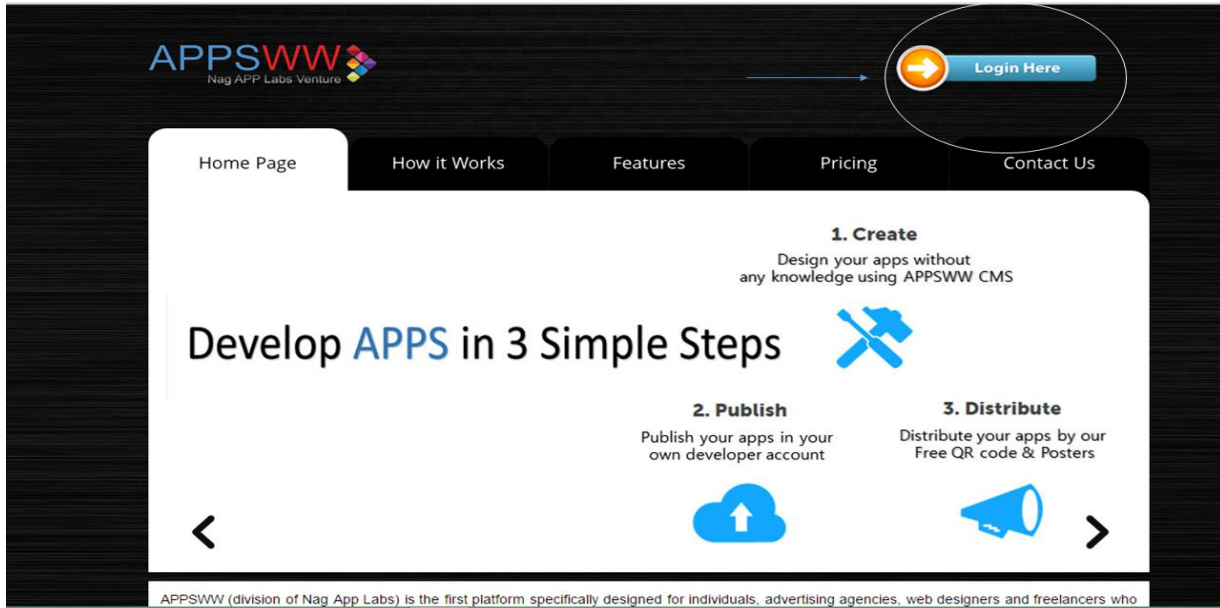 APPSWW
Nag APP Labs Venture
Login Here
Home Page
How it Works
Features
Pricing
Contact Us
1. Create
Design your apps without
any knowledge using APPSWW CMS
Develop APPS in 3 Simple Steps
2. Publish
Publish your apps in your
own developer account
3. Distribute
Distribute your apps by our
Free QR code & Posters
APPSWW (division of Nag App Labs) is the first platform specifically designed for individuals, advertising agencies, web designers and freelancers who